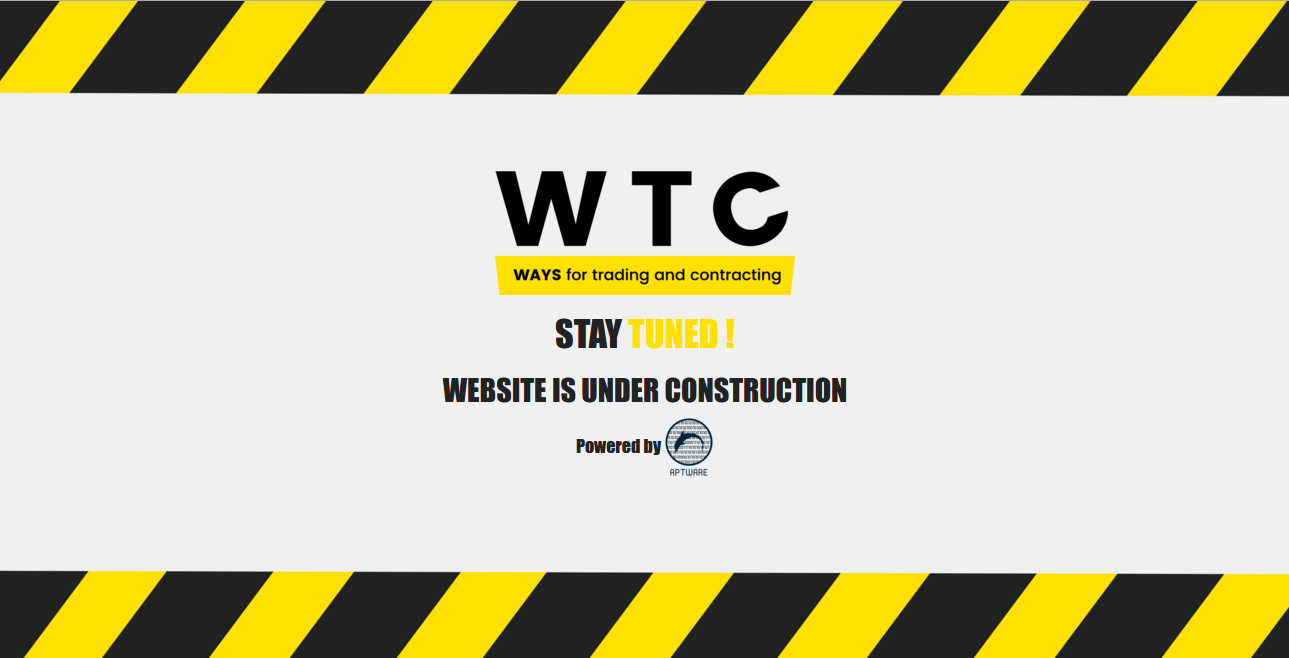 WTC
WAYS for trading and contracting
STAY TUNED !
WEBSITE IS UNDER CONSTRUCTION
Powered by
APTWARE